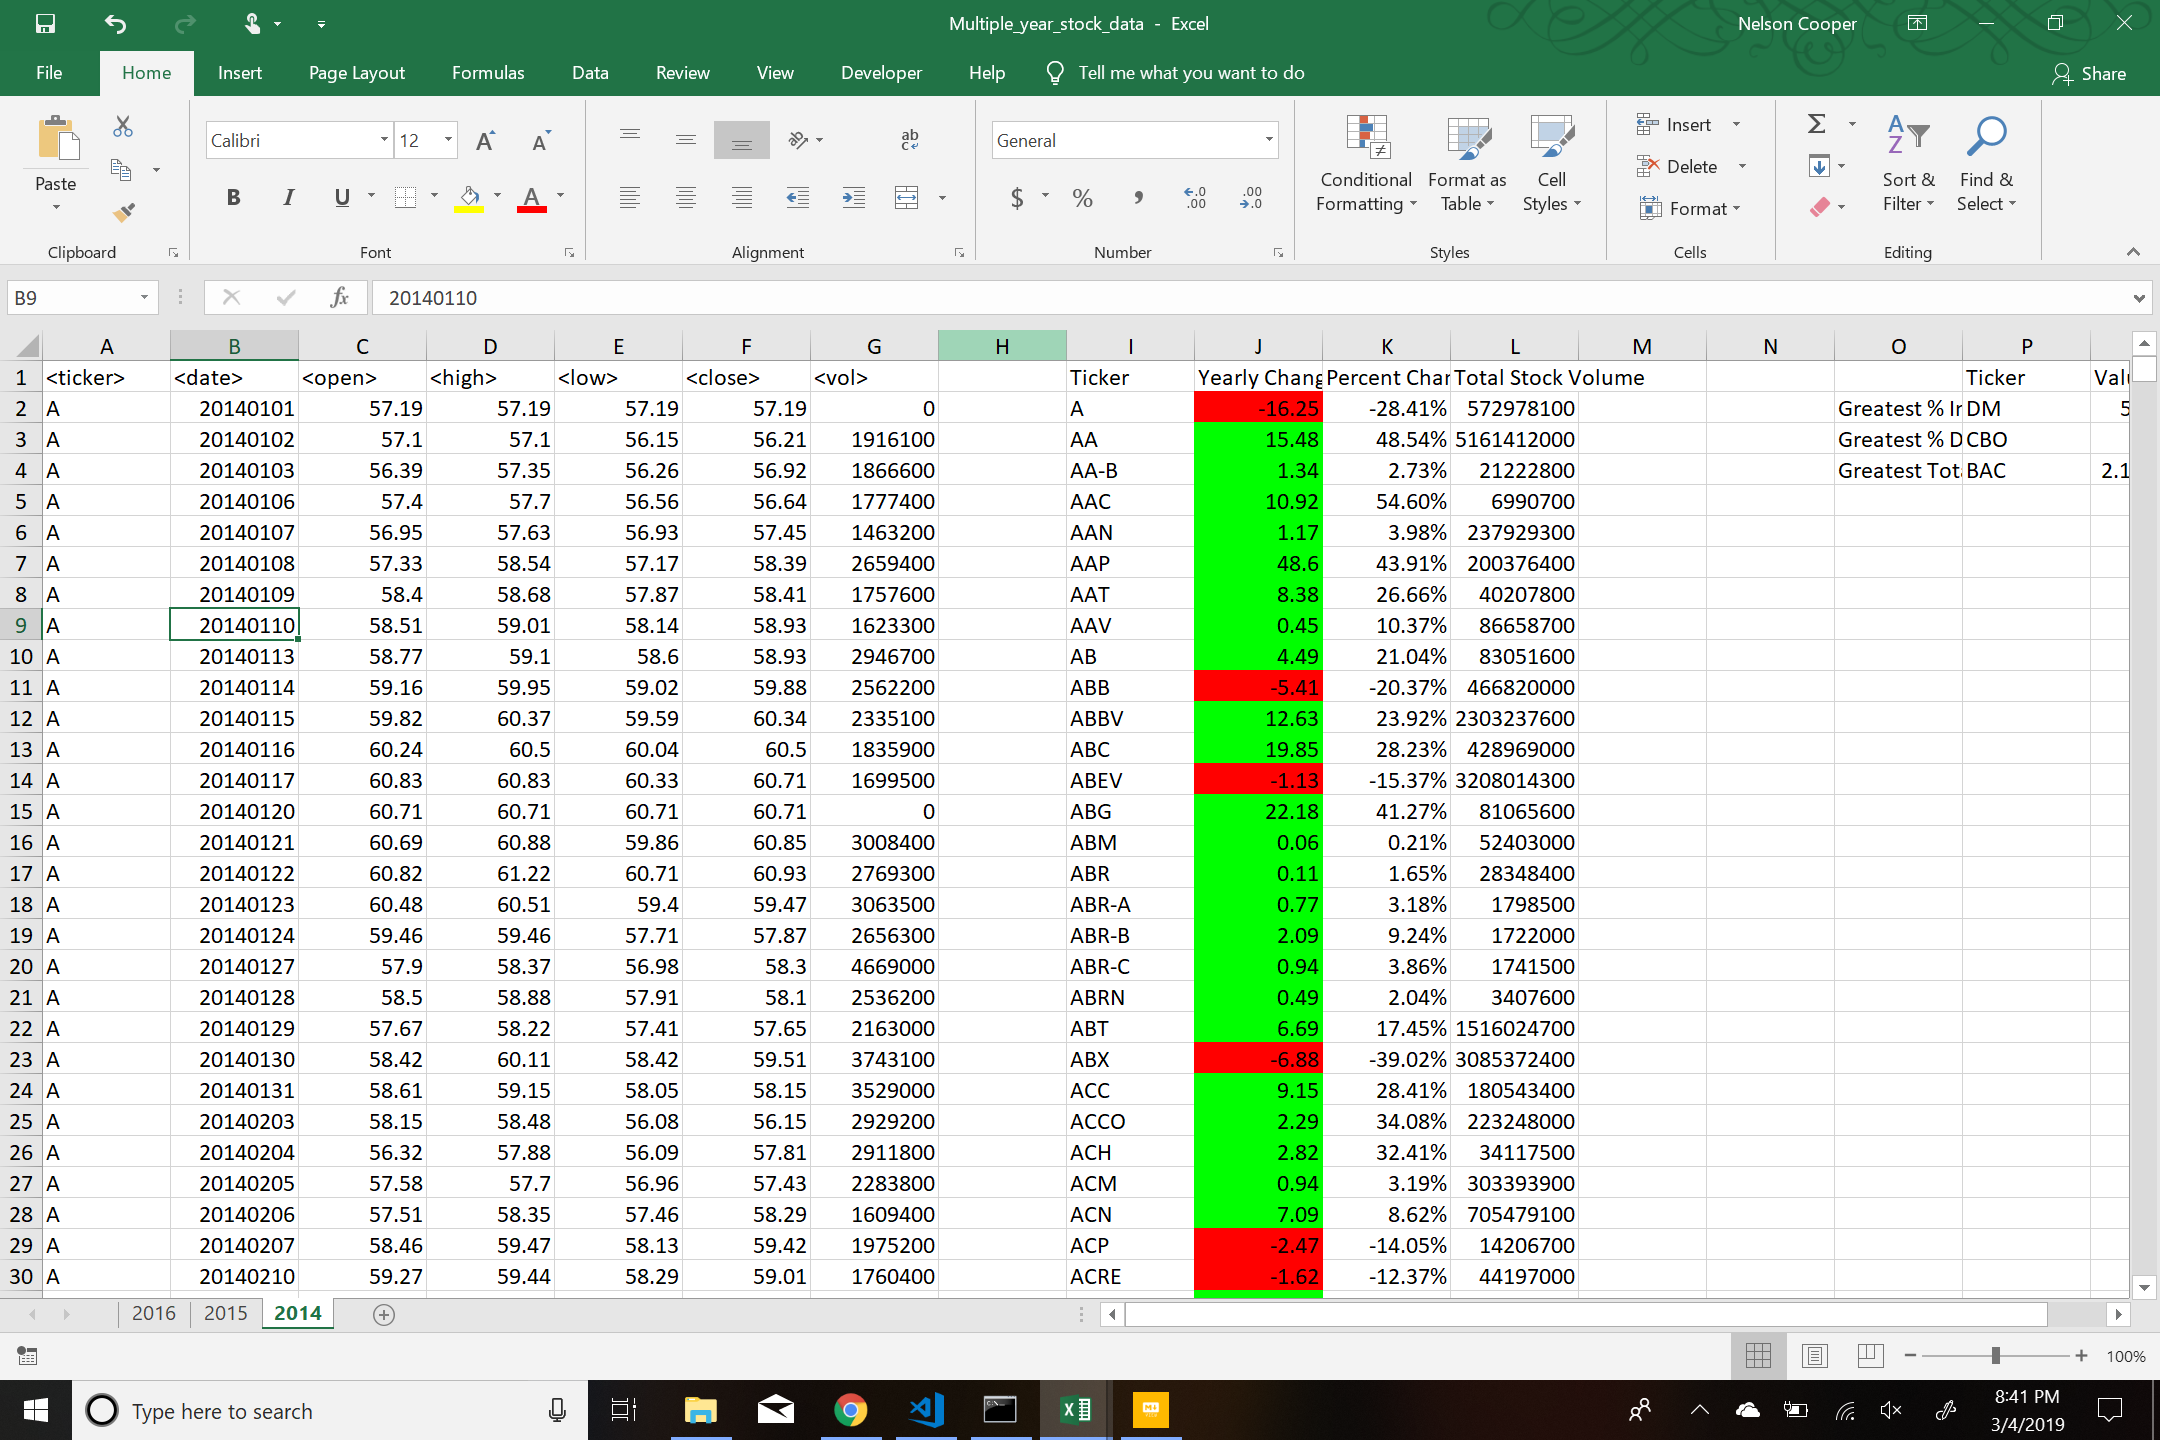 Multiple_year_stock_data - Excel
Nelson Cooper
File Home Insert Page Layout Formulas Data Review View Developer Help Tell me what you want to do Share
Paste
Clipboard
Calibri 12
B I U A
Font
ab
c
Alignment
General
$ % ,
Number
Conditional Formatting
Format as Table
Cell Styles
Styles
Insert
Delete
Format
Cells
Sort & Filter
Find & Select
Editing
B9 fx 20140110
A B C D E F G H I J K L M N O P
1 <ticker> <date> <open> <high> <low> <close> <vol> Ticker Yearly Chang Percent Char Total Stock Volume Ticker Val
2 A 20140101 57.19 57.19 57.19 57.19 0 A -16.25 -28.41% 572978100 Greatest % Ir DM 5
3 A 20140102 57.1 57.1 56.15 56.21 1916100 AA 15.48 48.54% 5161412000 Greatest % D CBO
4 A 20140103 56.39 57.35 56.26 56.92 1866600 AA-B 1.34 2.73% 21222800 Greatest Tot BAC 2.1
5 A 20140106 57.4 57.7 56.56 56.64 1777400 AAC 10.92 54.60% 6990700
6 A 20140107 56.95 57.63 56.93 57.45 1463200 AAN 1.17 3.98% 237929300
7 A 20140108 57.33 58.54 57.17 58.39 2659400 AAP 48.6 43.91% 200376400
8 A 20140109 58.4 58.68 57.87 58.41 1757600 AAT 8.38 26.66% 40207800
9 A 20140110 58.51 59.01 58.14 58.93 1623300 AAV 0.45 10.37% 86658700
10 A 20140113 58.77 59.1 58.6 58.93 2946700 AB 4.49 21.04% 83051600
11 A 20140114 59.16 59.95 59.02 59.88 2562200 ABB -5.41 -20.37% 466820000
12 A 20140115 59.82 60.37 59.59 60.34 2335100 ABBV 12.63 23.92% 2303237600
13 A 20140116 60.24 60.5 60.04 60.5 1835900 ABC 19.85 28.23% 428969000
14 A 20140117 60.83 60.83 60.33 60.71 1699500 ABEV -1.13 -15.37% 3208014300
15 A 20140120 60.71 60.71 60.71 60.71 0 ABG 22.18 41.27% 81065600
16 A 20140121 60.69 60.88 59.86 60.85 3008400 ABM 0.06 0.21% 52403000
17 A 20140122 60.82 61.22 60.71 60.93 2769300 ABR 0.11 1.65% 28348400
18 A 20140123 60.48 60.51 59.4 59.47 3063500 ABR-A 0.77 3.18% 1798500
19 A 20140124 59.46 59.46 57.71 57.87 2656300 ABR-B 2.09 9.24% 1722000
20 A 20140127 57.9 58.37 56.98 58.3 4669000 ABR-C 0.94 3.86% 1741500
21 A 20140128 58.5 58.88 57.91 58.1 2536200 ABRN 0.49 2.04% 3407600
22 A 20140129 57.67 58.22 57.41 57.65 2163000 ABT 6.69 17.45% 1516024700
23 A 20140130 58.42 60.11 58.42 59.51 3743100 ABX -6.88 -39.02% 3085372400
24 A 20140131 58.61 59.15 58.05 58.15 3529000 ACC 9.15 28.41% 180543400
25 A 20140203 58.15 58.48 56.08 56.15 2929200 ACCO 2.29 34.08% 223248000
26 A 20140204 56.32 57.88 56.09 57.81 2911800 ACH 2.82 32.41% 34117500
27 A 20140205 57.58 57.7 56.96 57.43 2283800 ACM 0.94 3.19% 303393900
28 A 20140206 57.51 58.35 57.46 58.29 1609400 ACN 7.09 8.62% 705479100
29 A 20140207 58.46 59.47 58.13 59.42 1975200 ACP -2.47 -14.05% 14206700
30 A 20140210 59.27 59.44 58.29 59.01 1760400 ACRE -1.62 -12.37% 44197000
2016 2015 2014
100%
Type here to search
8:41 PM
3/4/2019